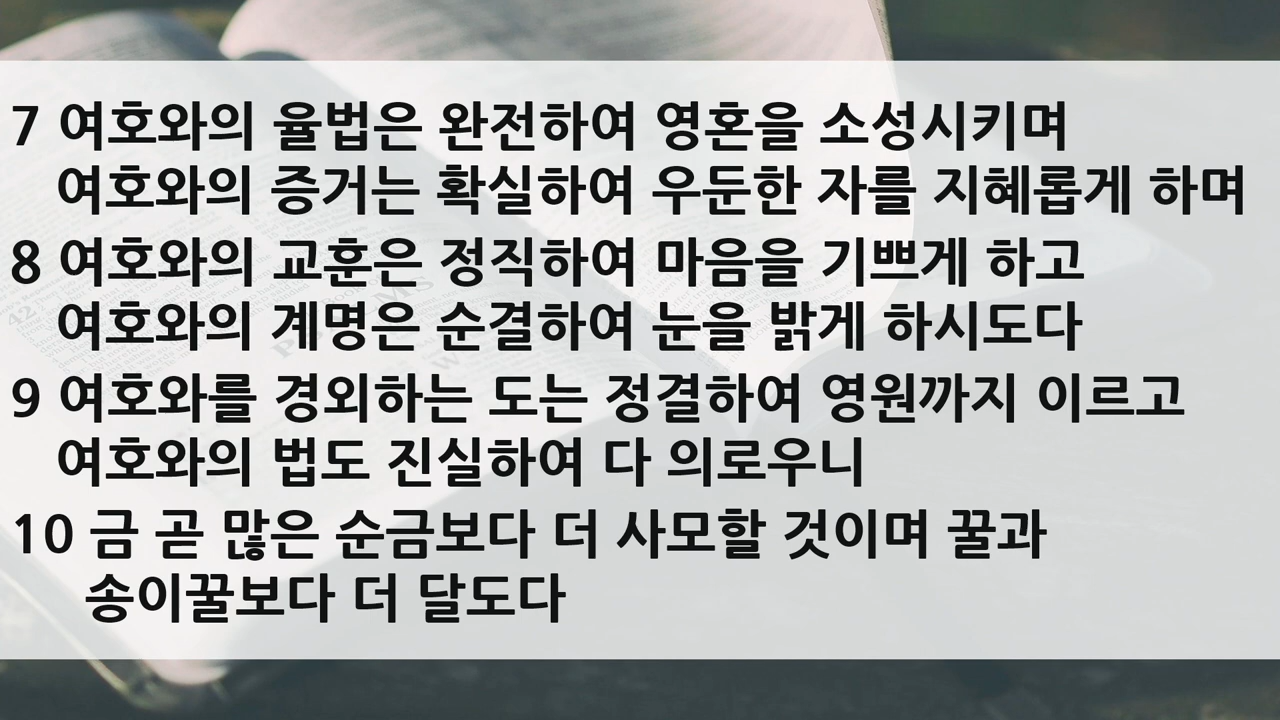 7 여호와의 율법은 완전하여 영혼을 소성시키며
여호와의 증거는 확실하여 우둔한 자를 지혜롭게 하며
8 여호와의 교훈은 정직하여 마음을 기쁘게 하고
여호와의 계명은 순결하여 눈을 밝게 하시도다
9 여호와를 경외하는 도는 정결하여 영원까지 이르고
여호와의 법도 진실하여 다 의로우니
10 금 곧 많은 순금보다 더 사모할 것이며 꿀과
송이꿀보다 더 달도다